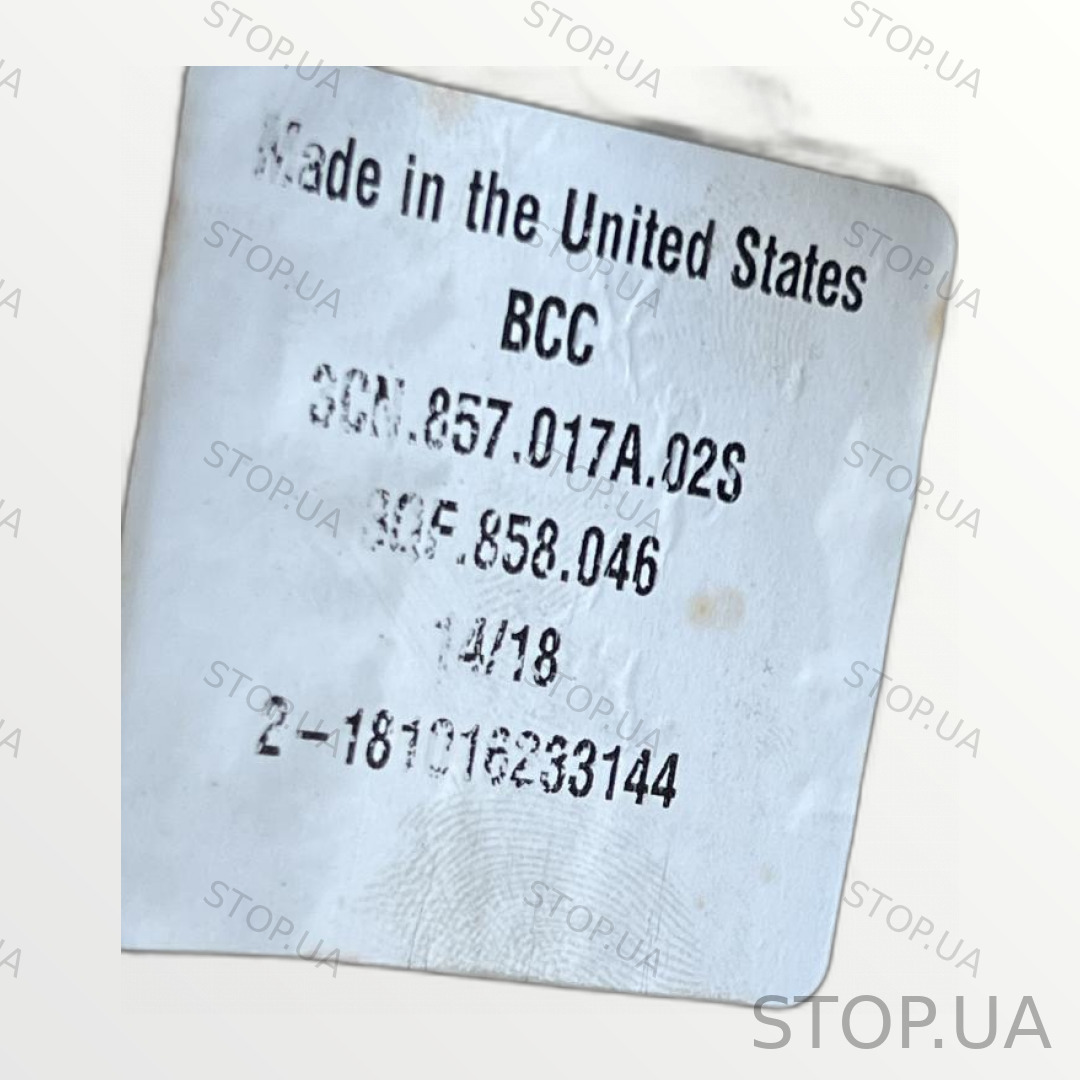 Made in the United States
BCC
3CN.857.017A.02S
3QF.858.046
14/18
2-181016233144
STOP.UA